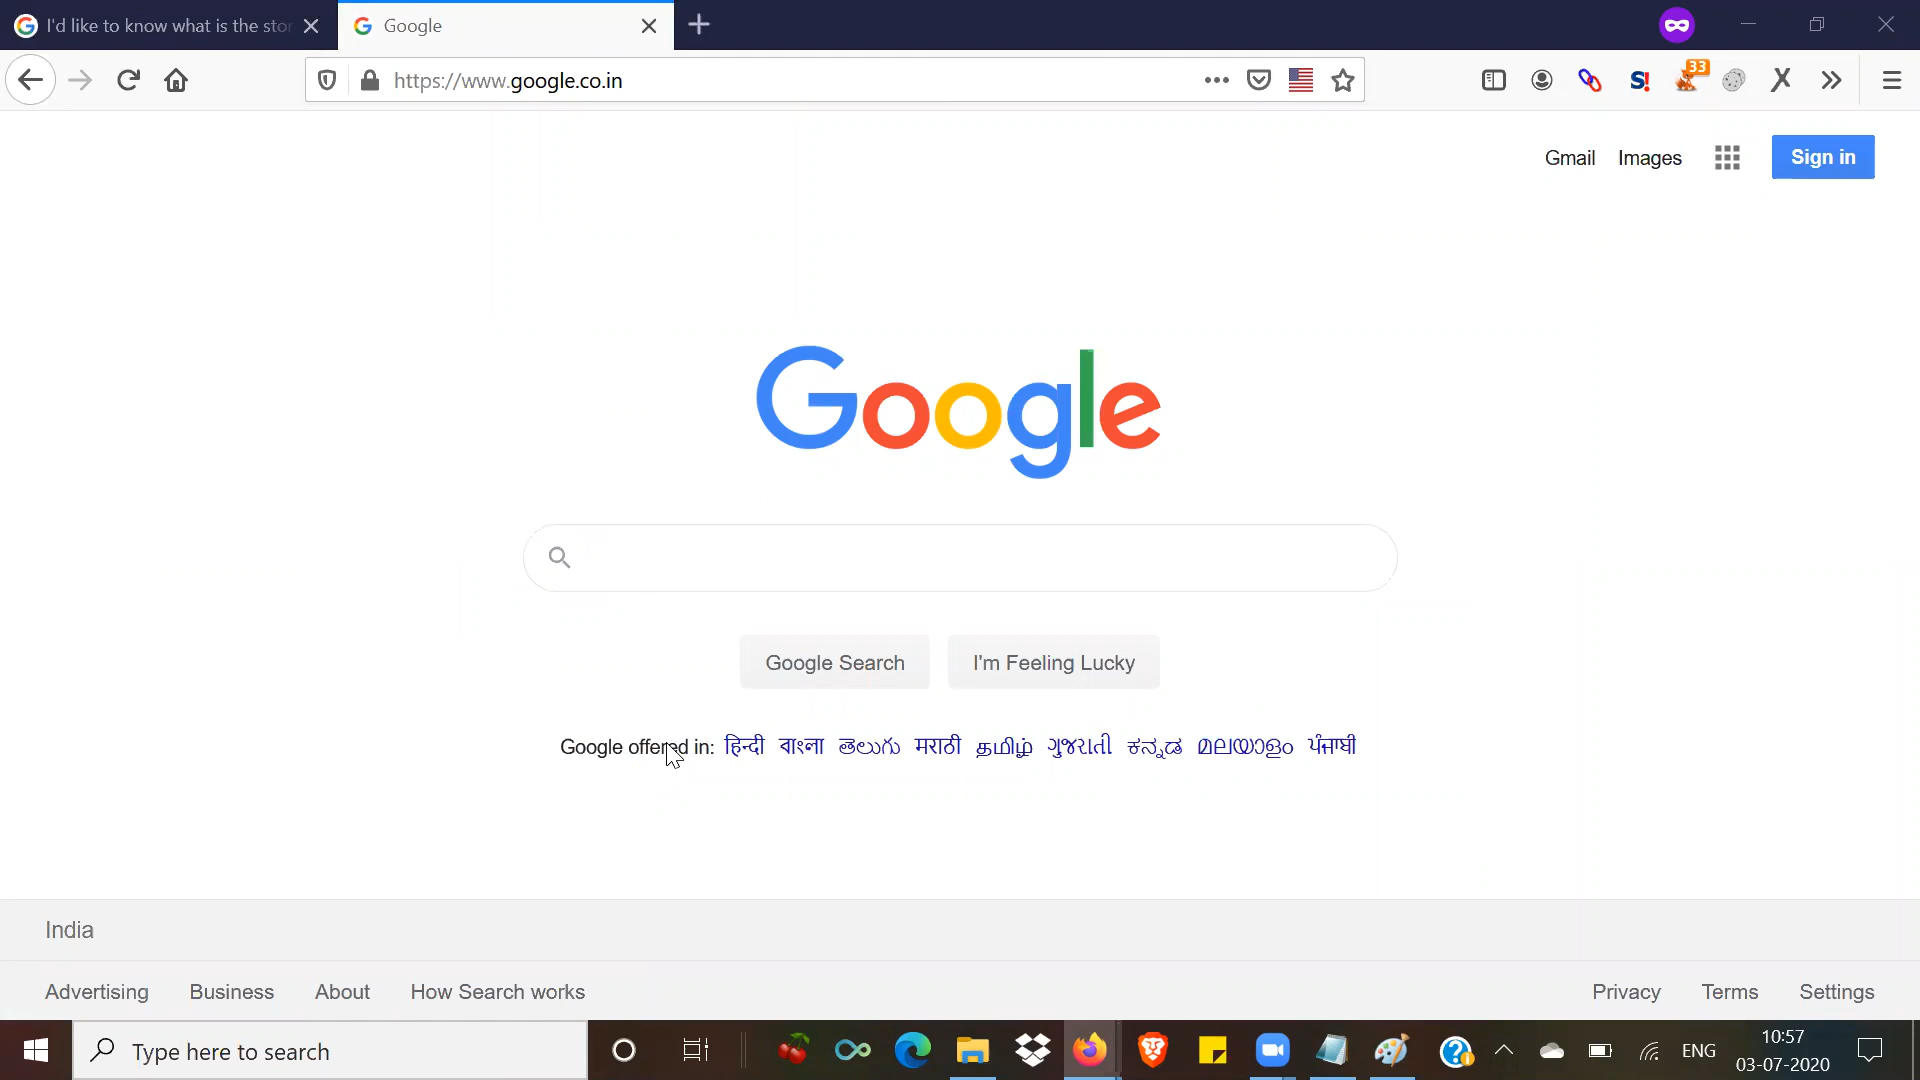 I'd like to know what is the stor
Google
https://www.google.co.in
S!
33
Gmail Images Sign in
Google
Google Search I'm Feeling Lucky
Google offered in: हिन्दी বাংলা తెలుగు मराठी தமிழ் ગુજરાતી ಕನ್ನಡ മലയാളം ਪੰਜਾਬੀ
India
Advertising Business About How Search works Privacy Terms Settings
Type here to search
ENG
10:57
03-07-2020